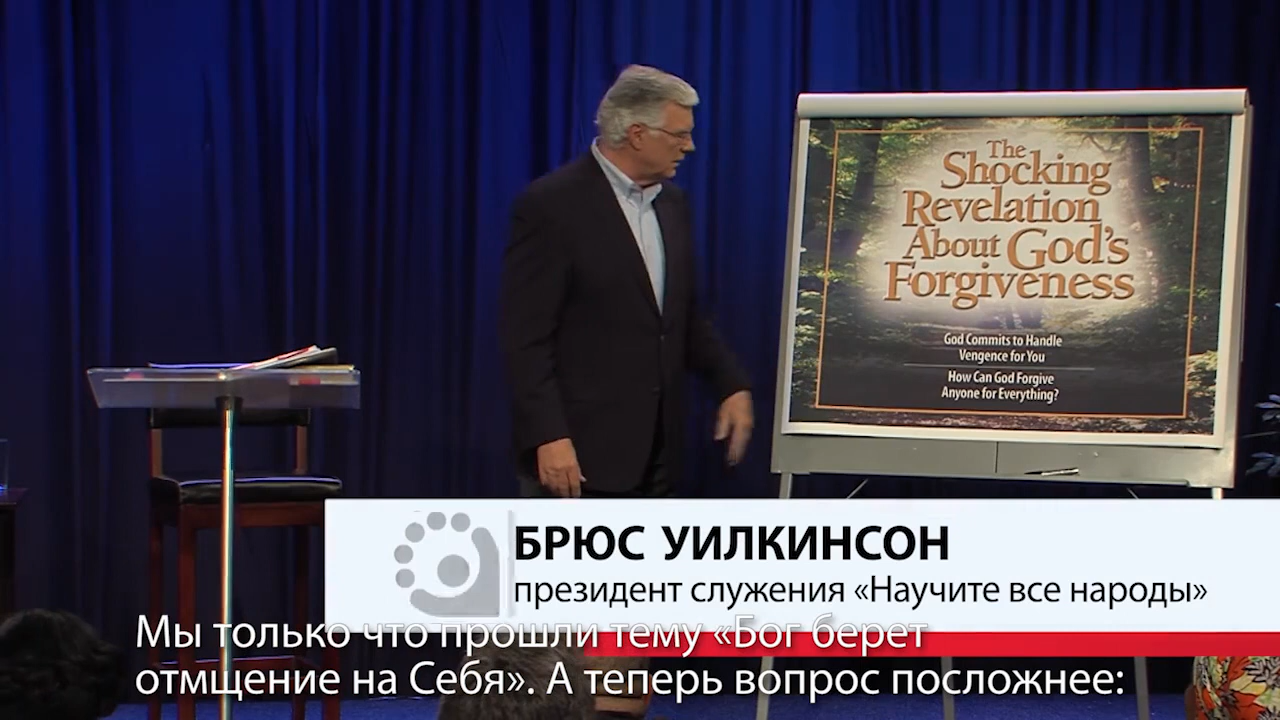 The
Shocking
Revelation
About God's
Forgiveness
God Commits to Handle
Vengence for You
How Can God Forgive
Anyone for Everything?
БРЮС УИЛКИНСОН
президент служения «Научите все народы»
Мы только что прошли тему «Бог берет
отмщение на Себя». А теперь вопрос посложнее: